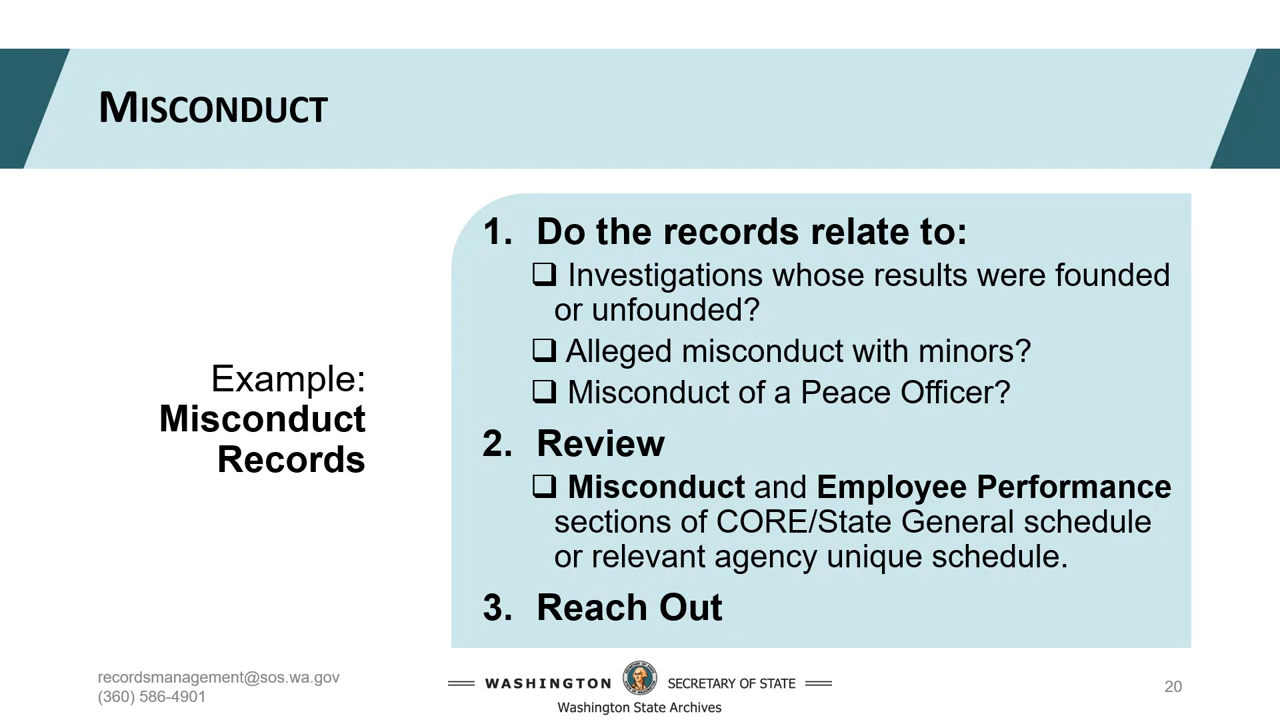 MISCONDUCT
Example:
Misconduct
Records
1. Do the records relate to:
❑ Investigations whose results were founded
or unfounded?
❑ Alleged misconduct with minors?
❑ Misconduct of a Peace Officer?
2. Review
❑ Misconduct and Employee Performance
sections of CORE/State General schedule
or relevant agency unique schedule.
3. Reach Out
recordsmanagement@sos.wa.gov
(360) 586-4901
WASHINGTON SECRETARY OF STATE
Washington State Archives
20